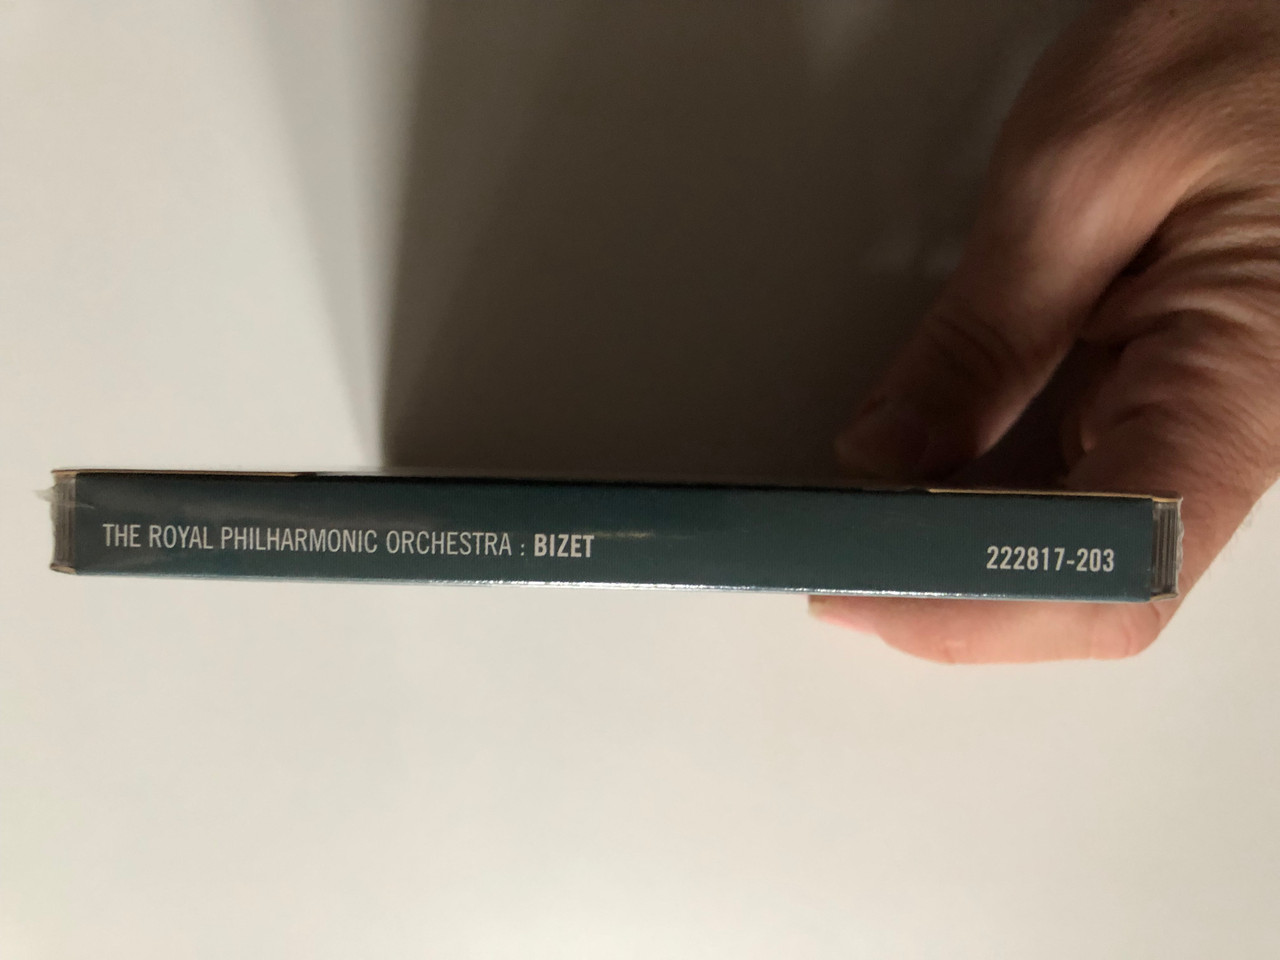 THE ROYAL PHILHARMONIC ORCHESTRA : BIZET
222817-203